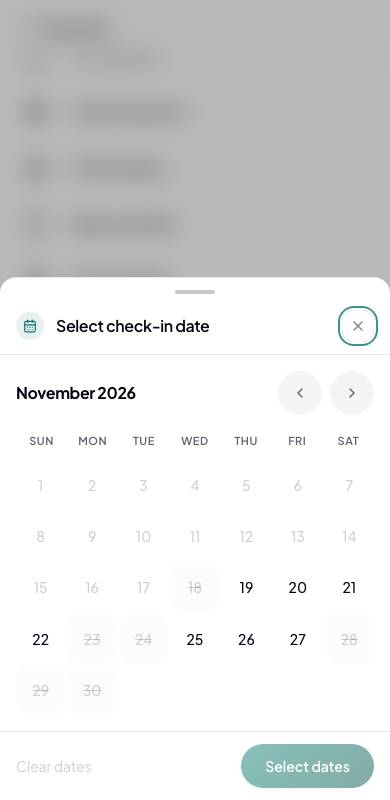 Select check-in date
November 2026
SUN MON TUE WED THU FRI SAT
1 2 3 4 5 6 7
8 9 10 11 12 13 14
15 16 17 18 19 20 21
22 23 24 25 26 27 28
29 30
Clear dates Select dates